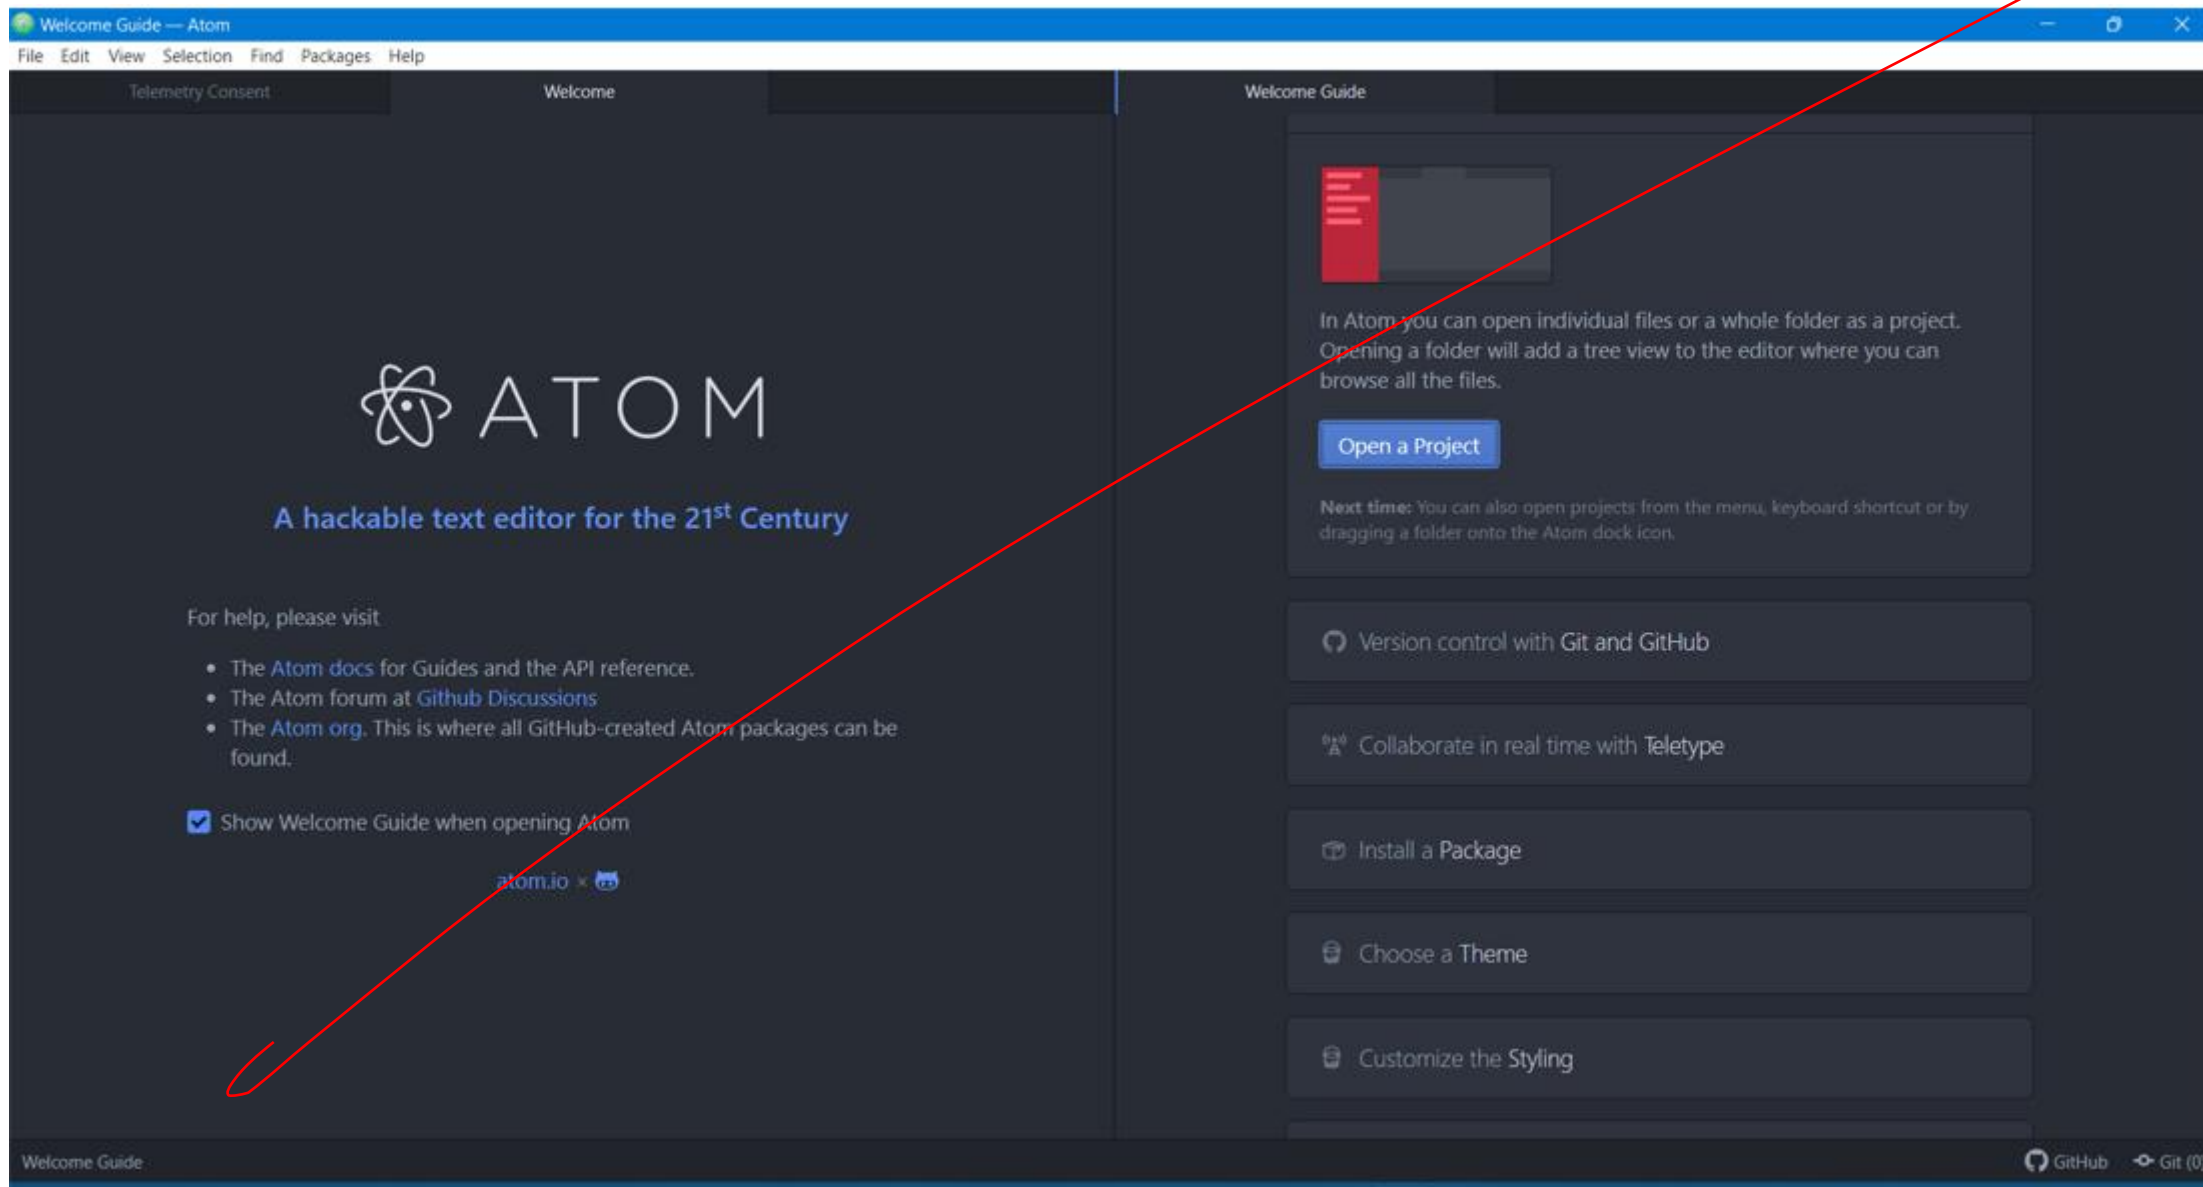 Welcome Guide — Atom
File Edit View Selection Find Packages Help
Telemetry Consent
Welcome
Welcome Guide
ATOM
A hackable text editor for the 21st Century
For help, please visit
• The Atom docs for Guides and the API reference.
• The Atom forum at Github Discussions
• The Atom org. This is where all GitHub-created Atom packages can be
found.
Show Welcome Guide when opening Atom
atom.io ×
In Atom you can open individual files or a whole folder as a project.
Opening a folder will add a tree view to the editor where you can
browse all the files.
Open a Project
Next time: You can also open projects from the menu, keyboard shortcut or by
dragging a folder onto the Atom dock icon.
Version control with Git and GitHub
Collaborate in real time with Teletype
Install a Package
Choose a Theme
Customize the Styling
Welcome Guide
GitHub
Git (0)